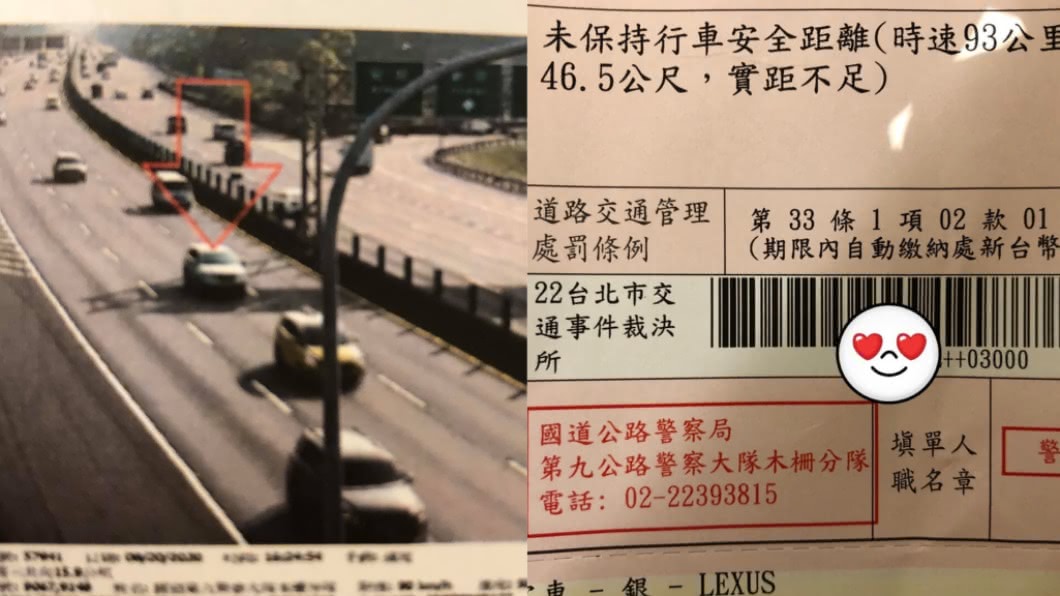 未保持行車安全距離(時速93公里
46.5公尺，實距不足)
道路交通管理
處罰條例
第 33 條 1 項 02 款 01
(期限內自動繳納處新台幣
22台北市交
通事件裁決
所
++03000
國道公路警察局
第九公路警察大隊木柵分隊
電話: 02-22393815
填單人
職名章
警
車 - 銀 - LEXUS